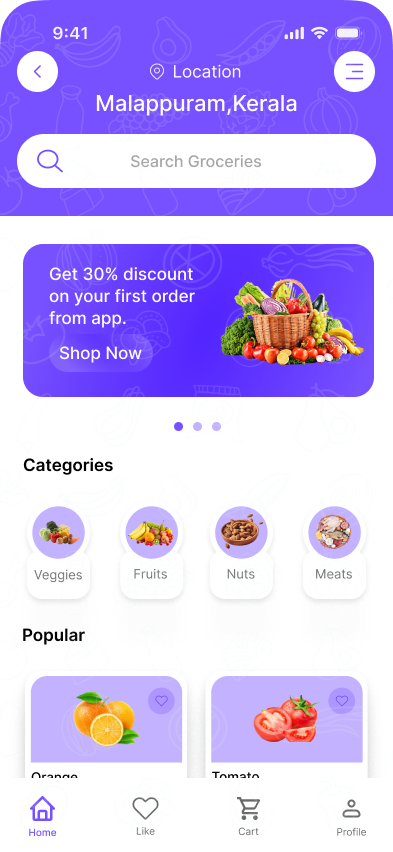 9:41
Location
Malappuram,Kerala
Search Groceries
Get 30% discount
on your first order
from app.
Shop Now
Categories
Veggies
Fruits
Nuts
Meats
Popular
Orange
Tomato
Home
Like
Cart
Profile